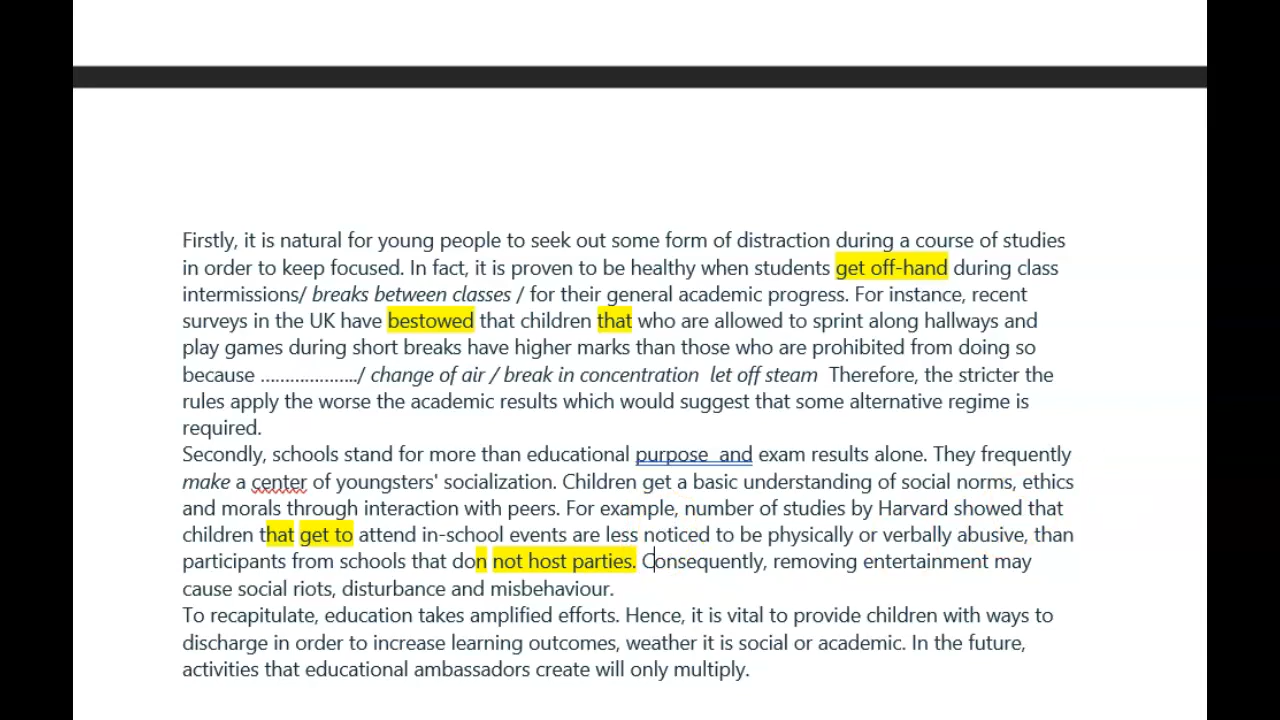 Firstly, it is natural for young people to seek out some form of distraction during a course of studies
in order to keep focused. In fact, it is proven to be healthy when students get off-hand during class
intermissions/ breaks between classes / for their general academic progress. For instance, recent
surveys in the UK have bestowed that children that who are allowed to sprint along hallways and
play games during short breaks have higher marks than those who are prohibited from doing so
because …………………/ change of air / break in concentration  let off steam  Therefore, the stricter the
rules apply the worse the academic results which would suggest that some alternative regime is
required.
Secondly, schools stand for more than educational purpose  and exam results alone. They frequently
make a center of youngsters' socialization. Children get a basic understanding of social norms, ethics
and morals through interaction with peers. For example, number of studies by Harvard showed that
children that get to attend in-school events are less noticed to be physically or verbally abusive, than
participants from schools that don not host parties. Consequently, removing entertainment may
cause social riots, disturbance and misbehaviour.
To recapitulate, education takes amplified efforts. Hence, it is vital to provide children with ways to
discharge in order to increase learning outcomes, weather it is social or academic. In the future,
activities that educational ambassadors create will only multiply.